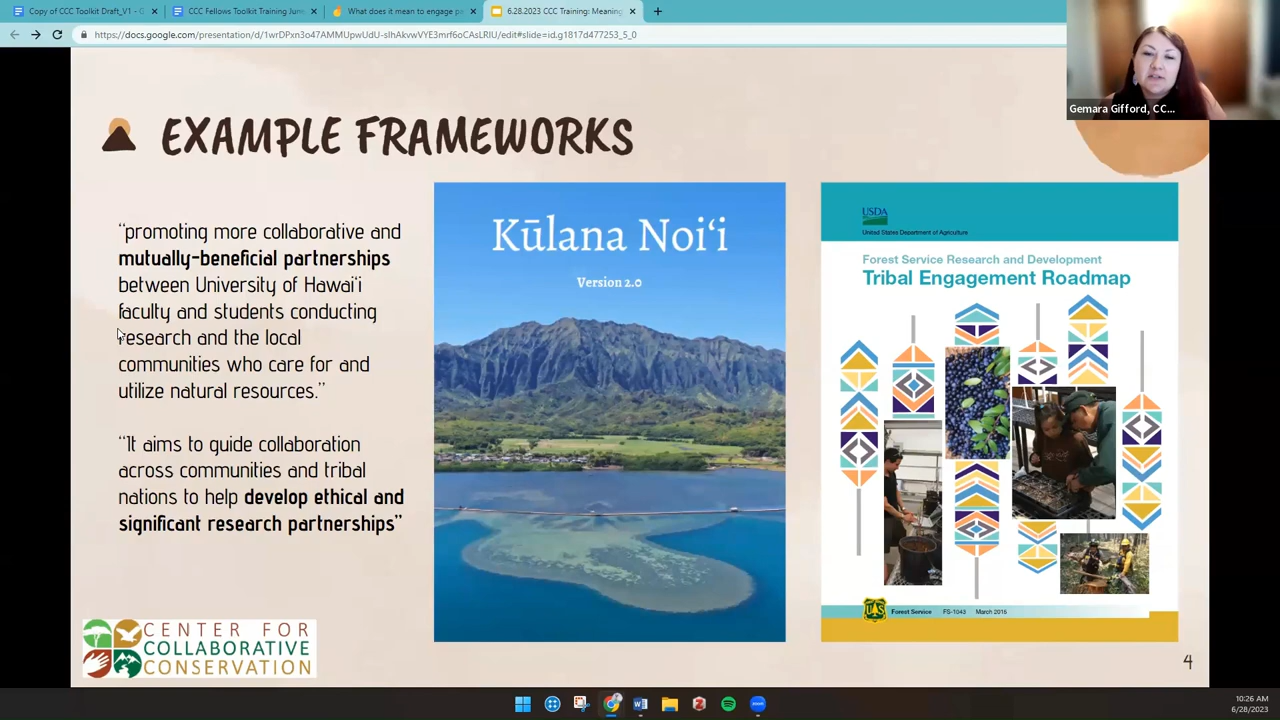 Copy of CCC Toolkit Draft_V1 - G
CCC Fellows Toolkit Training Jum
What does it mean to engage pe
6.28.2023 CCC Training: Meaning
https://docs.google.com/presentation/d/1wrDPxn3o47AMMUpwUdU-slhAkvwVYE3mrf6oCAsLRIU/edit#slide=id.g1817d477253_5_0
Gemara Gifford, CC...
EXAMPLE FRAMEWORKS
“promoting more collaborative and
mutually-beneficial partnerships
between University of Hawai‘i
faculty and students conducting
research and the local
communities who care for and
utilize natural resources.”
“It aims to guide collaboration
across communities and tribal
nations to help develop ethical and
significant research partnerships”
Kūlana Noi‘i
Version 2.0
USDA
United States Department of Agriculture
Forest Service Research and Development
Tribal Engagement Roadmap
Forest Service FS-1043 March 2015
CENTER FOR
COLLABORATIVE
CONSERVATION
4
10:26 AM
6/28/2023